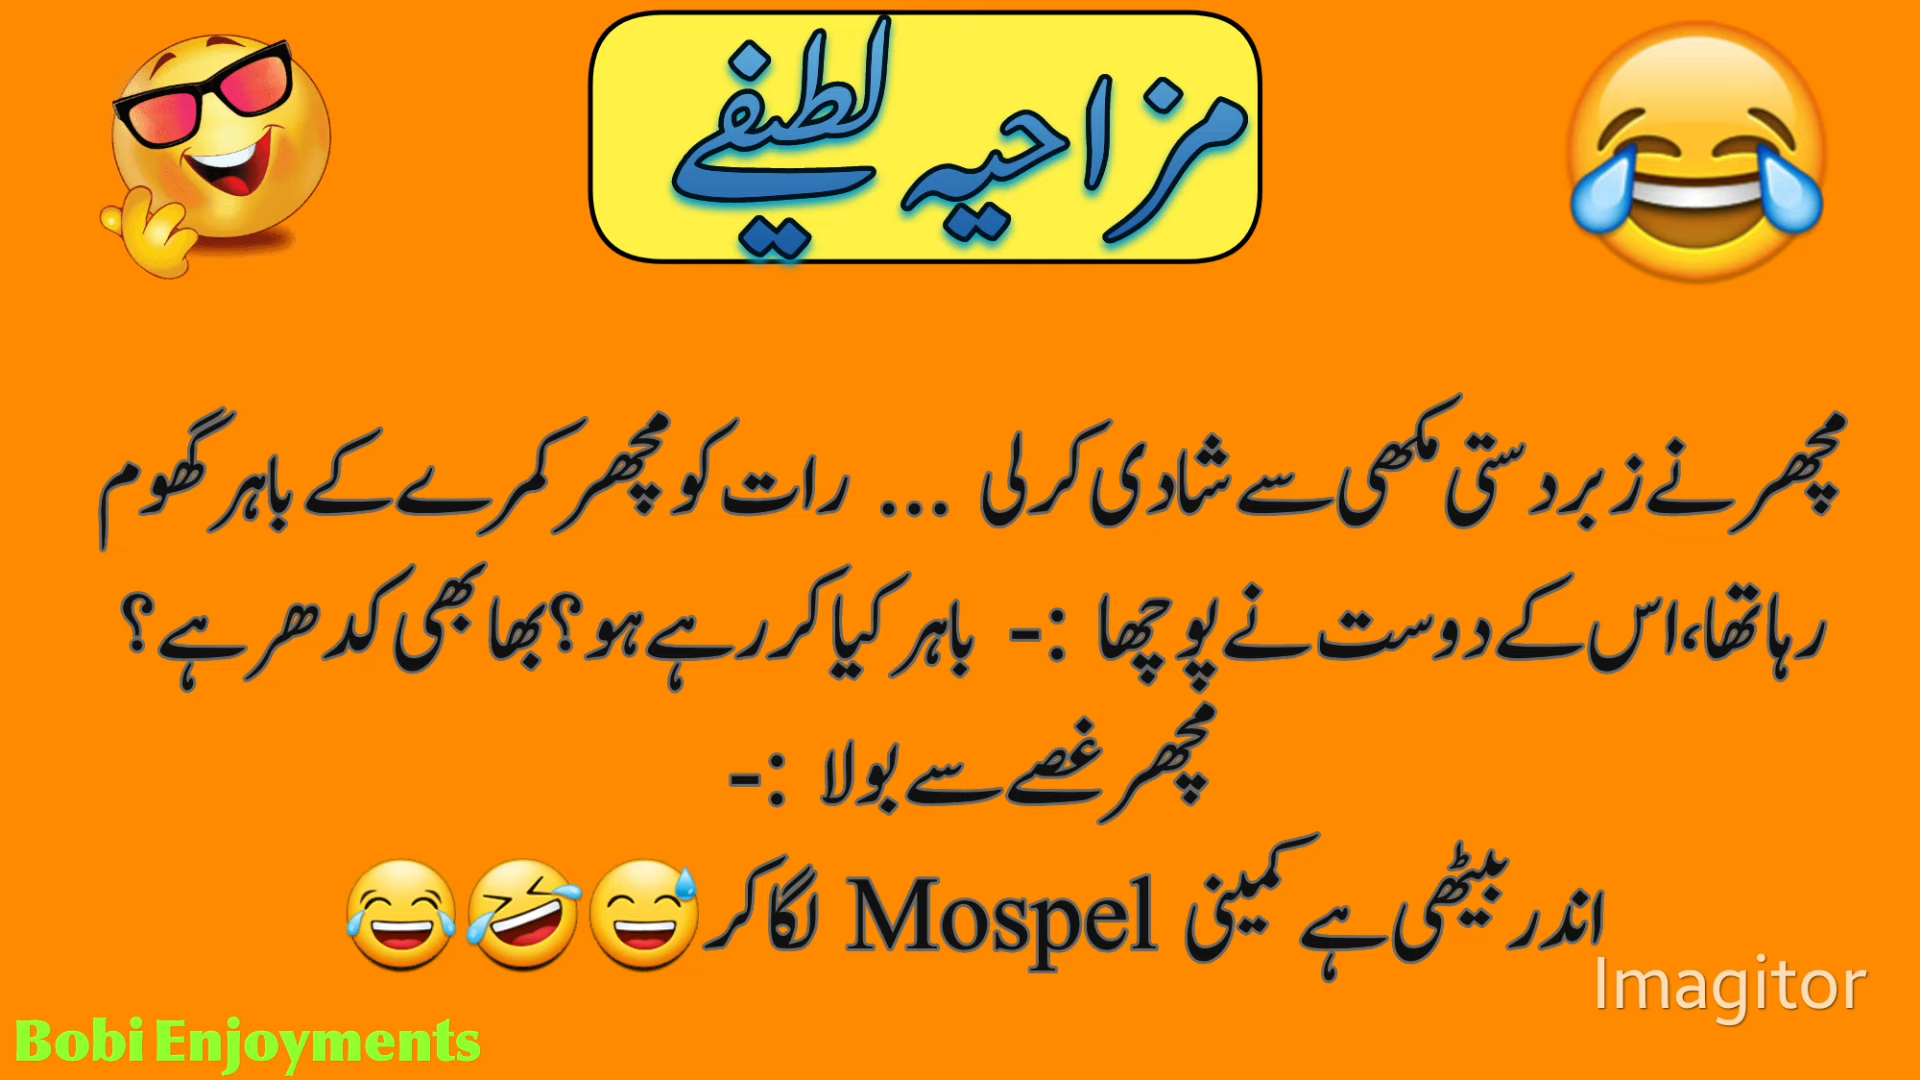 مزاحیہ لطیفے
مچھر نے زبردستی مکھی سے شادی کرلی ... رات کو مچھر کمرے کے باہر گھوم
رہا تھا، اس کے دوست نے پوچھا :- باہر کیا کر رہے ہو؟ بھابھی کدھر ہے؟
مچھر غصے سے بولا :-
اندر بیٹھی ہے کمینی Mospel لگا کر😅🤣😂
Imagitor
Bobi Enjoyments